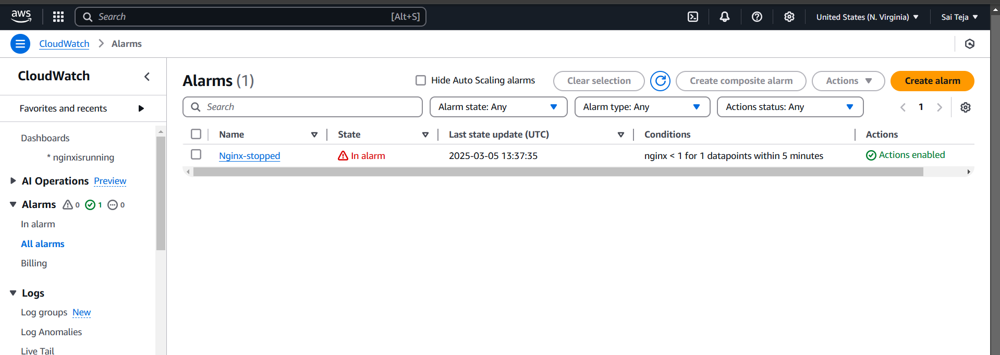 aws
Search [Alt+S]
United States (N. Virginia)
Sai Teja
CloudWatch
Alarms
CloudWatch
Favorites and recents
Dashboards
* nginxisrunning
AI Operations Preview
Alarms 0 1 0
In alarm
All alarms
Billing
Logs
Log groups New
Log Anomalies
Live Tail
Alarms (1)
Hide Auto Scaling alarms
Clear selection
Create composite alarm
Actions
Create alarm
Search
Alarm state: Any
Alarm type: Any
Actions status: Any
1
Name State Last state update (UTC) Conditions Actions
Nginx-stopped In alarm 2025-03-05 13:37:35 nginx < 1 for 1 datapoints within 5 minutes Actions enabled